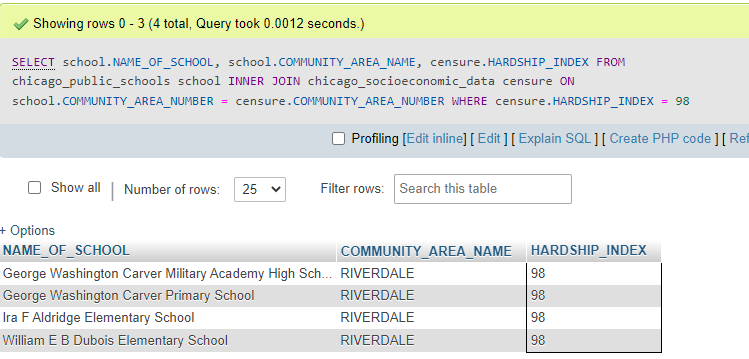 Showing rows 0 - 3 (4 total, Query took 0.0012 seconds.)
SELECT school.NAME_OF_SCHOOL, school.COMMUNITY_AREA_NAME, censure.HARDSHIP_INDEX FROM
chicago_public_schools school INNER JOIN chicago_socioeconomic_data censure ON
school.COMMUNITY_AREA_NUMBER = censure.COMMUNITY_AREA_NUMBER WHERE censure.HARDSHIP_INDEX = 98
Profiling [Edit inline] [ Edit ] [ Explain SQL ] [ Create PHP code ] [ Ref
Show all | Number of rows: 25 Filter rows: Search this table
+ Options
NAME_OF_SCHOOL COMMUNITY_AREA_NAME HARDSHIP_INDEX
George Washington Carver Military Academy High Sch... RIVERDALE 98
George Washington Carver Primary School RIVERDALE 98
Ira F Aldridge Elementary School RIVERDALE 98
William E B Dubois Elementary School RIVERDALE 98